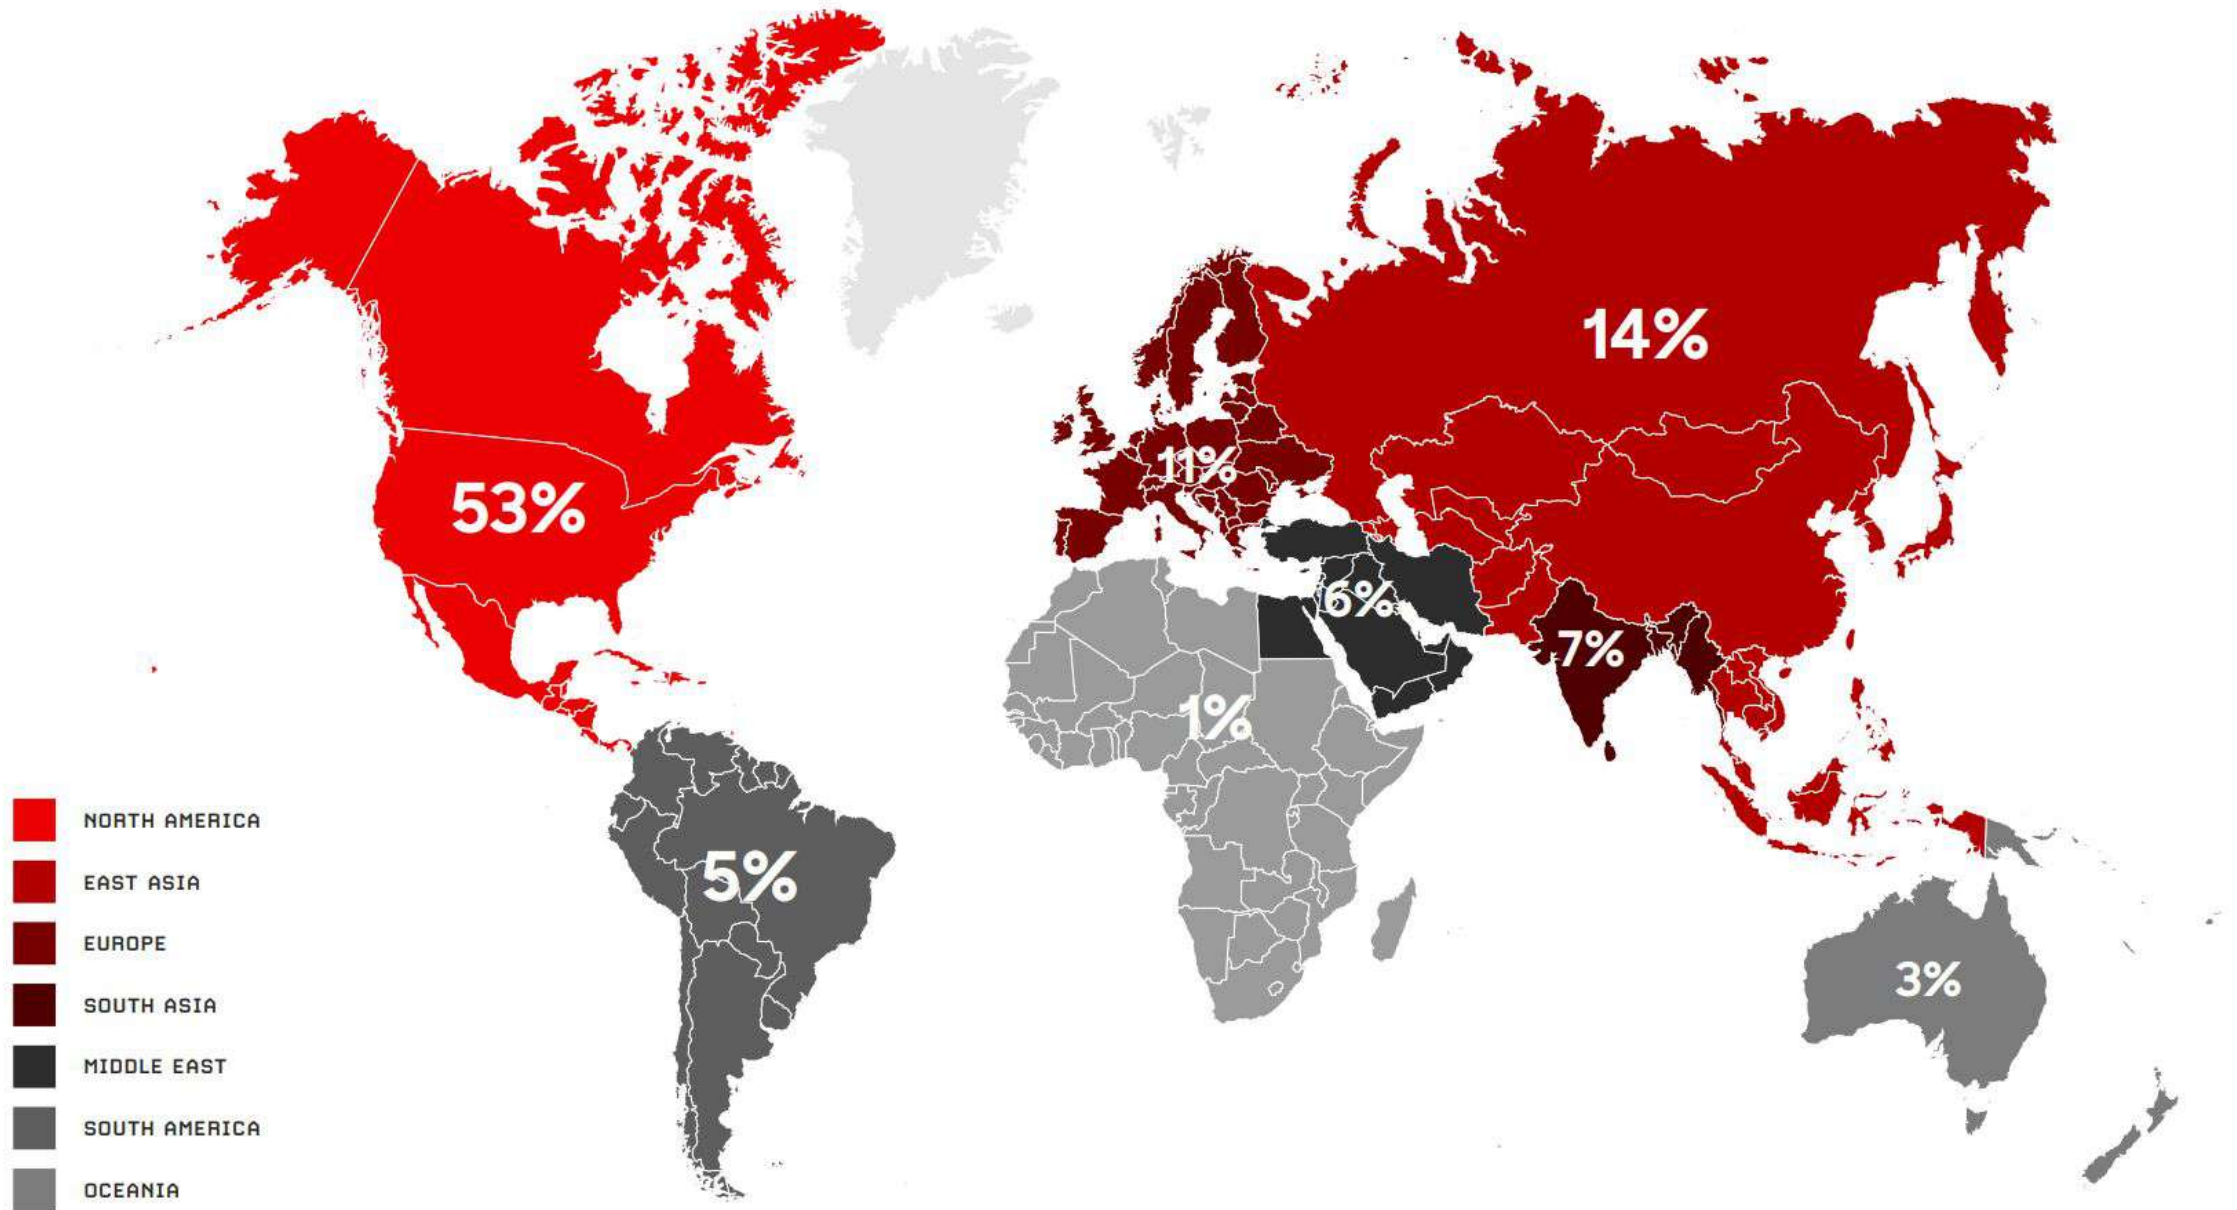 14%
11%
53%
6%
7%
1%
5%
3%
NORTH AMERICA
EAST ASIA
EUROPE
SOUTH ASIA
MIDDLE EAST
SOUTH AMERICA
OCEANIA